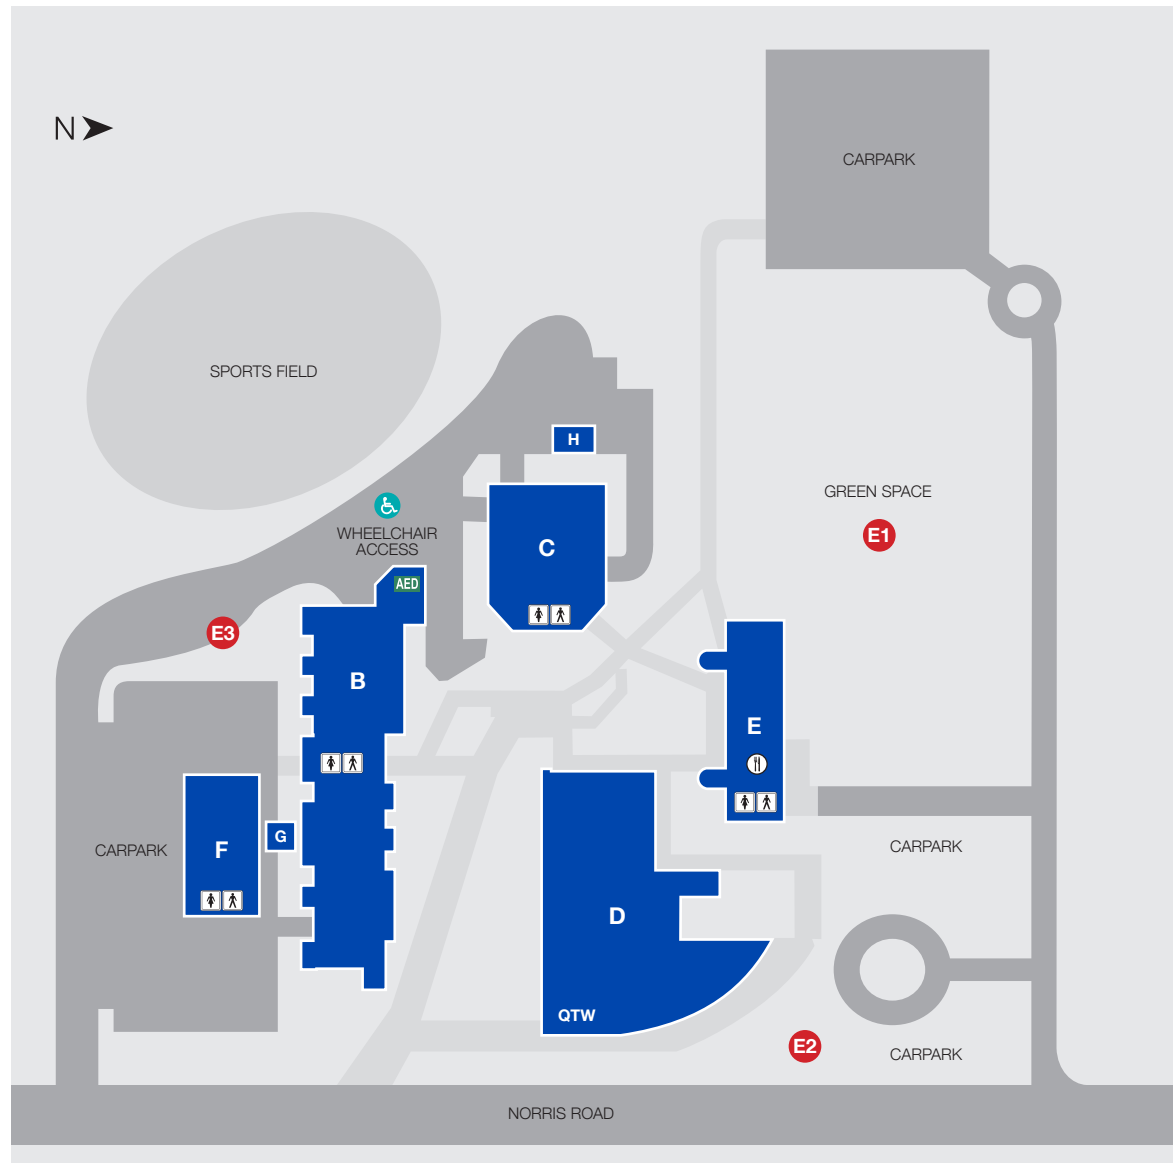 CARPARK
N
SPORTS FIELD
H
GREEN SPACE
WHEELCHAIR
ACCESS
E1
C
AED
E3
B
E
G
CARPARK
F
CARPARK
D
QTW
E2
CARPARK
NORRIS ROAD